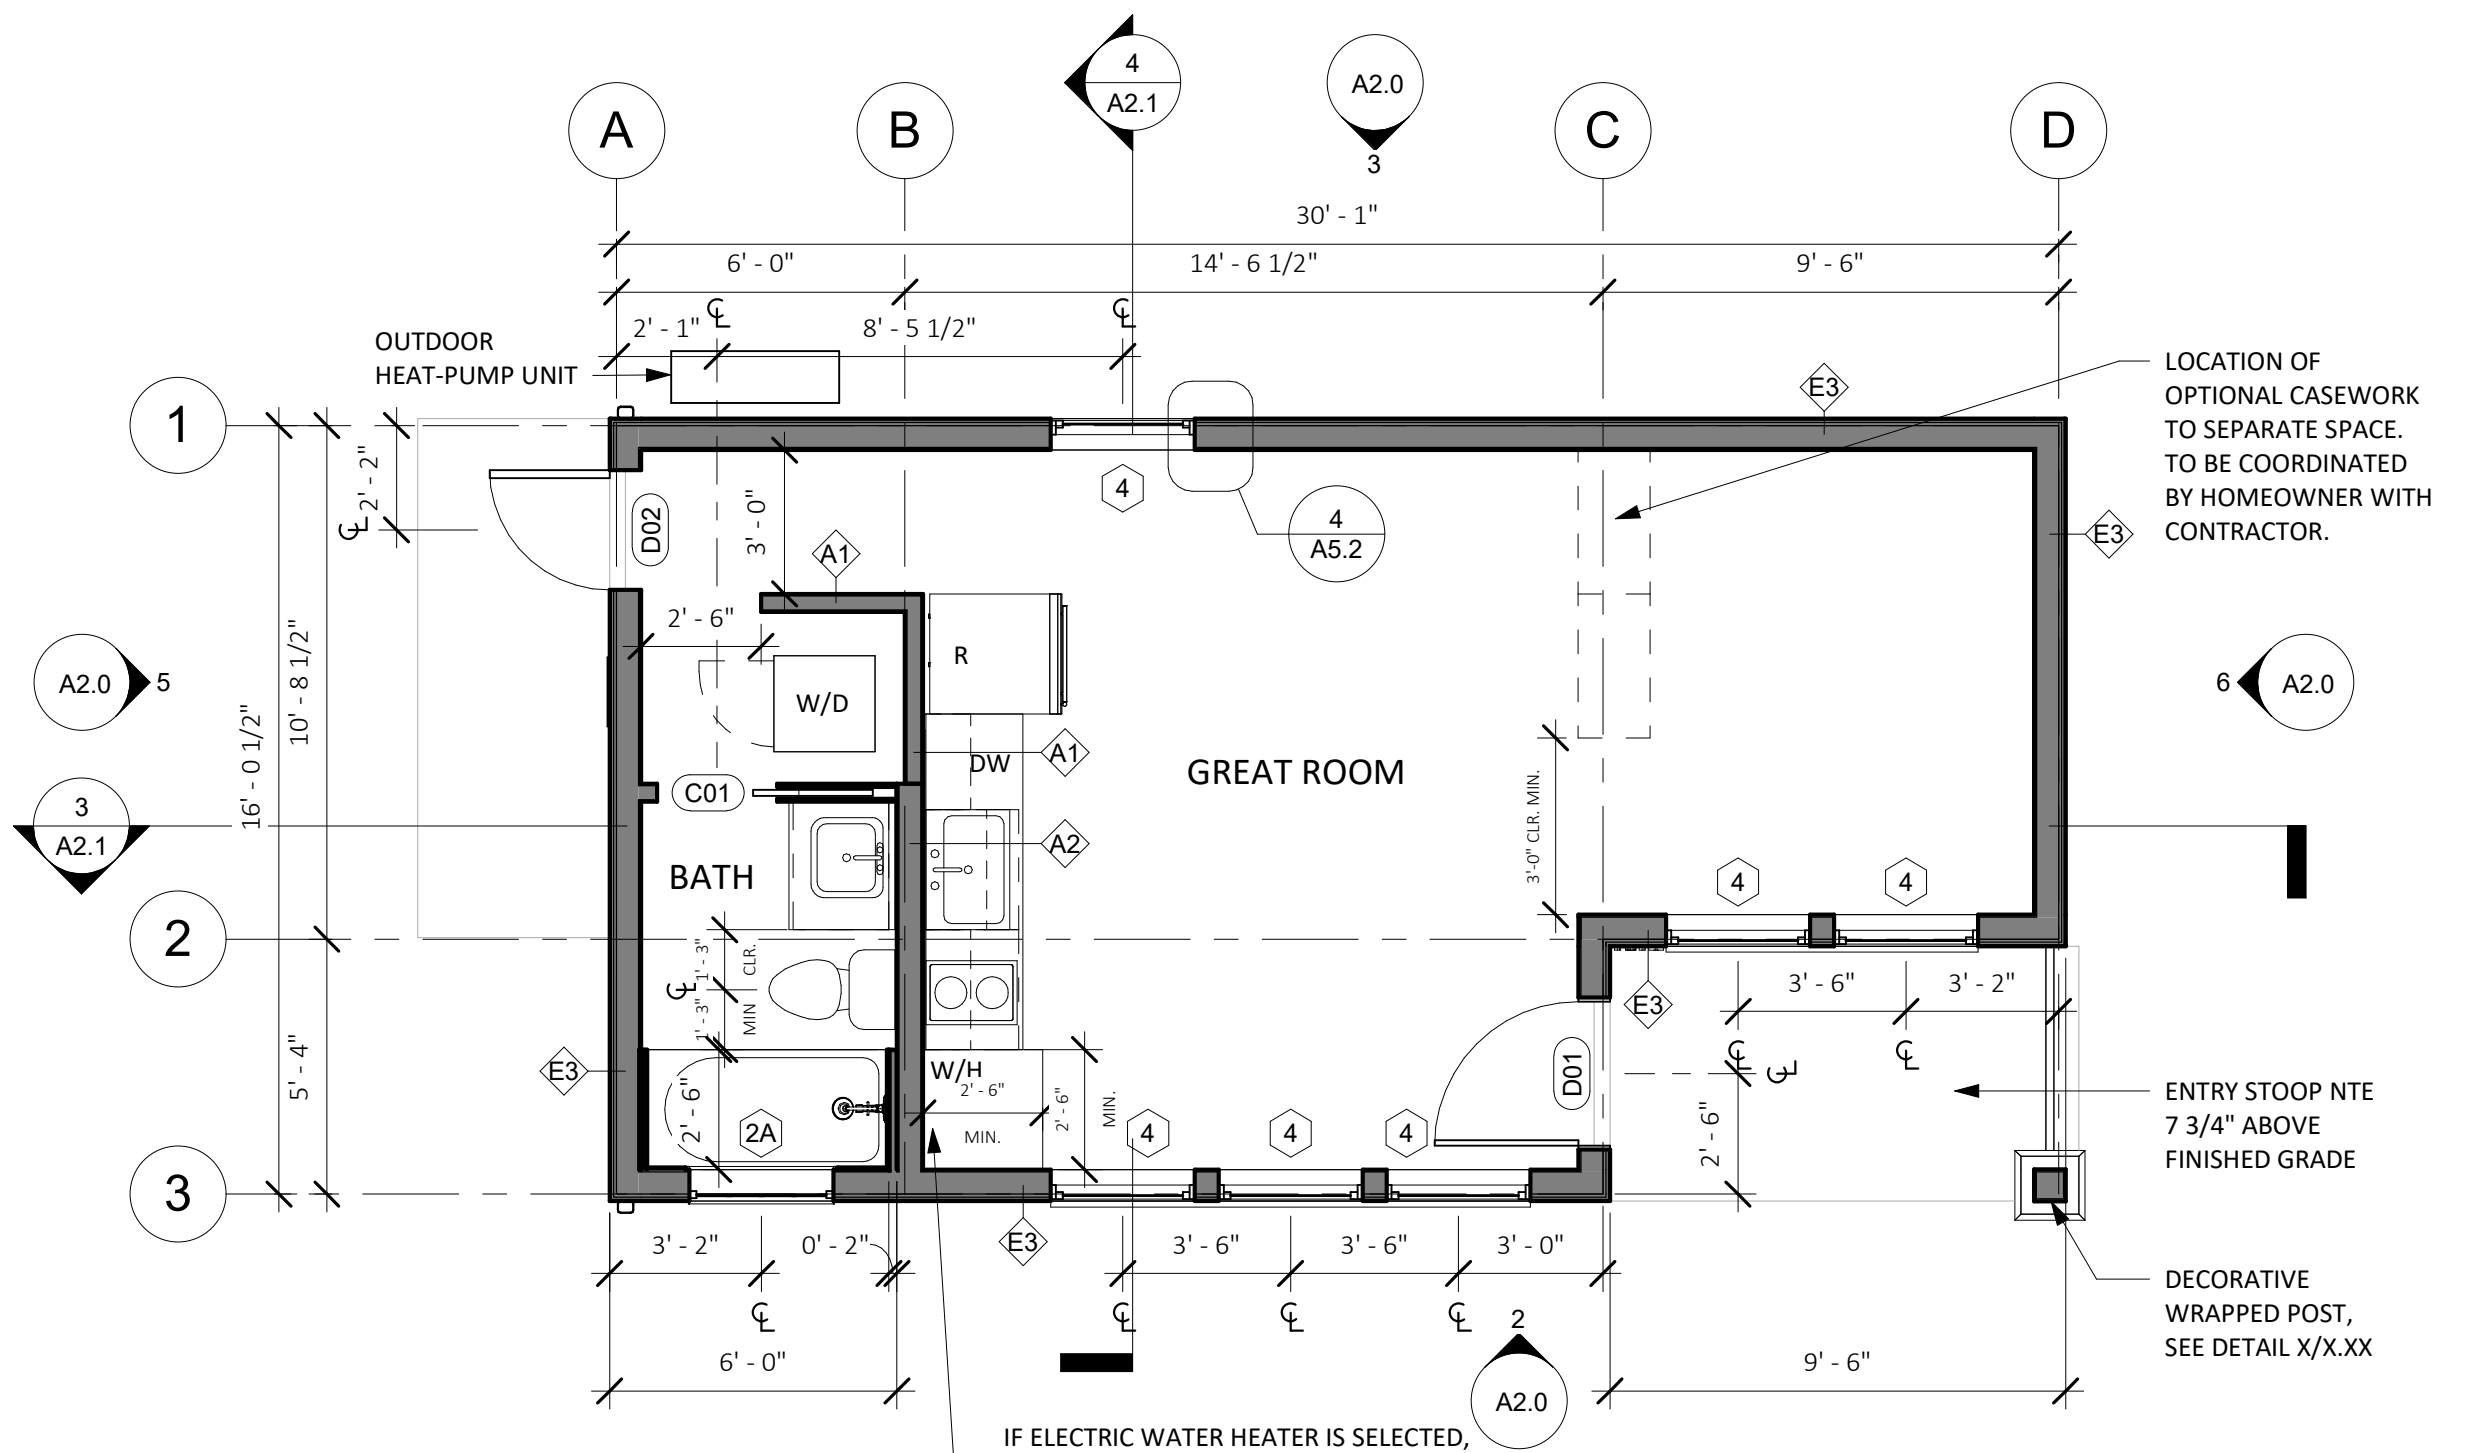 4
A2.1
A2.0
3
A
B
C
D
30' - 1"
6' - 0"
14' - 6 1/2"
9' - 6"
2' - 1"
℄
8' - 5 1/2"
℄
OUTDOOR
HEAT-PUMP UNIT
LOCATION OF
OPTIONAL CASEWORK
TO SEPARATE SPACE.
TO BE COORDINATED
BY HOMEOWNER WITH
CONTRACTOR.
E3
1
2' - 2"
℄
D02
3' - 0"
A1
4
4
A5.2
E3
2' - 6"
R
W/D
10' - 8 1/2"
16' - 0 1/2"
A2.0
5
6
A2.0
C01
DW
A1
GREAT ROOM
3
A2.1
A2
BATH
3'-0" CLR. MIN.
4
4
2
1' - 3"
CLR.
℄
1' - 3"
MIN
3' - 6"
3' - 2"
E3
℄
℄
℄
5' - 4"
E3
W/H
2' - 6"
MIN.
2' - 6"
MIN.
2' - 6"
2A
4
4
4
D01
2' - 6"
ENTRY STOOP NTE
7 3/4" ABOVE
FINISHED GRADE
3
3' - 2"
0' - 2"
E3
3' - 6"
3' - 6"
3' - 0"
℄
℄
℄
℄
DECORATIVE
WRAPPED POST,
SEE DETAIL X/X.XX
6' - 0"
2
A2.0
9' - 6"
IF ELECTRIC WATER HEATER IS SELECTED,